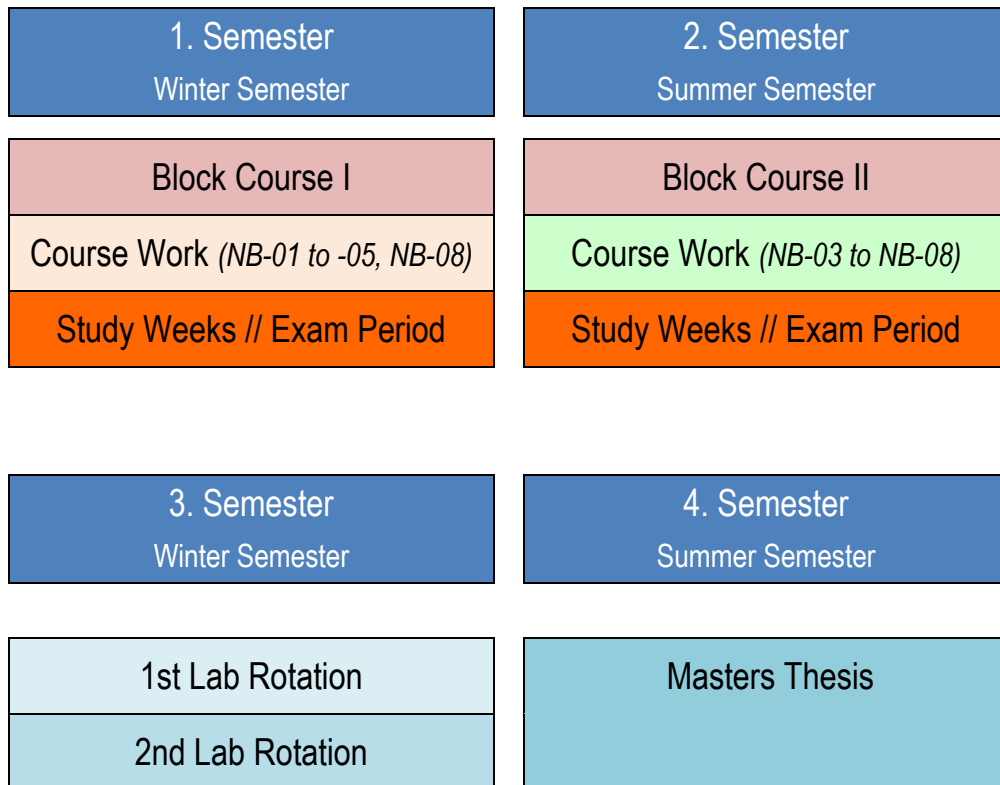 1. Semester
Winter Semester
2. Semester
Summer Semester
Block Course I
Course Work (NB-01 to -05, NB-08)
Study Weeks // Exam Period
Block Course II
Course Work (NB-03 to NB-08)
Study Weeks // Exam Period
3. Semester
Winter Semester
4. Semester
Summer Semester
1st Lab Rotation
2nd Lab Rotation
Masters Thesis